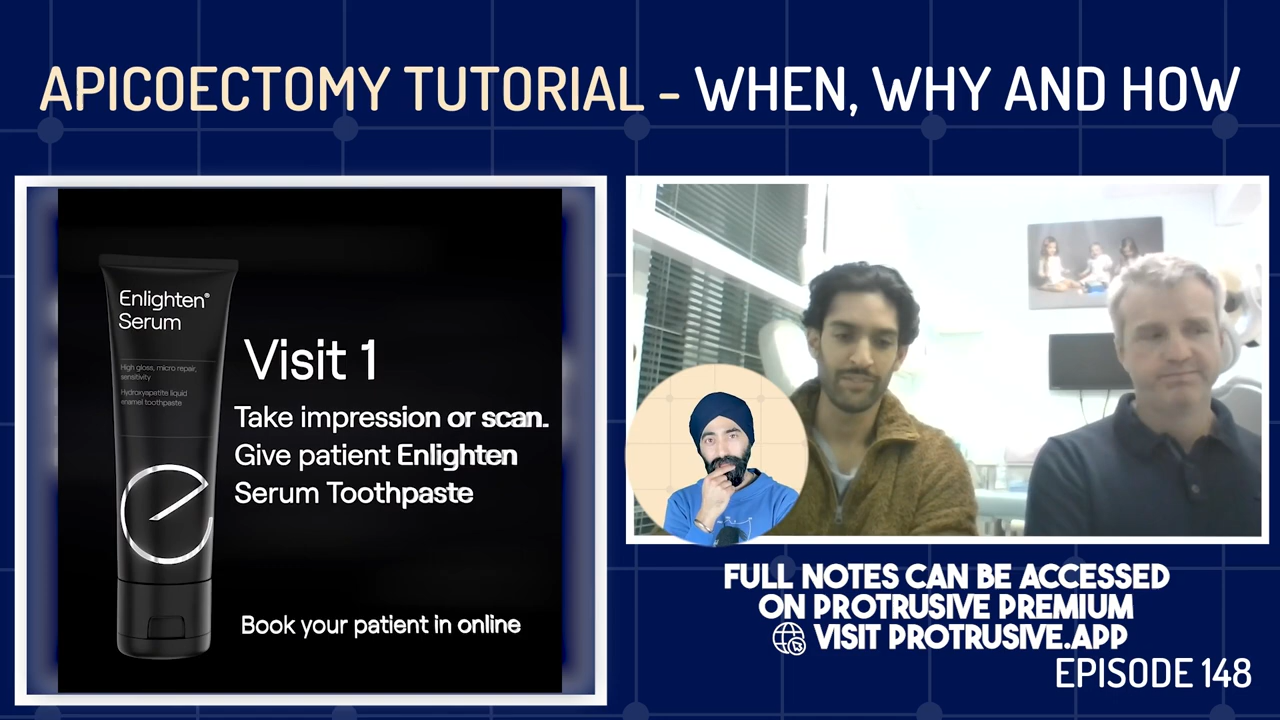 APICOECTOMY TUTORIAL - WHEN, WHY AND HOW
Enlighten®
Serum
High gloss, micro repair,
sensitivity
Hydroxyapatite liquid
enamel toothpaste
Visit 1
Take impression or scan.
Give patient Enlighten
Serum Toothpaste
Book your patient in online
FULL NOTES CAN BE ACCESSED
ON PROTRUSIVE PREMIUM
VISIT PROTRUSIVE.APP
EPISODE 148